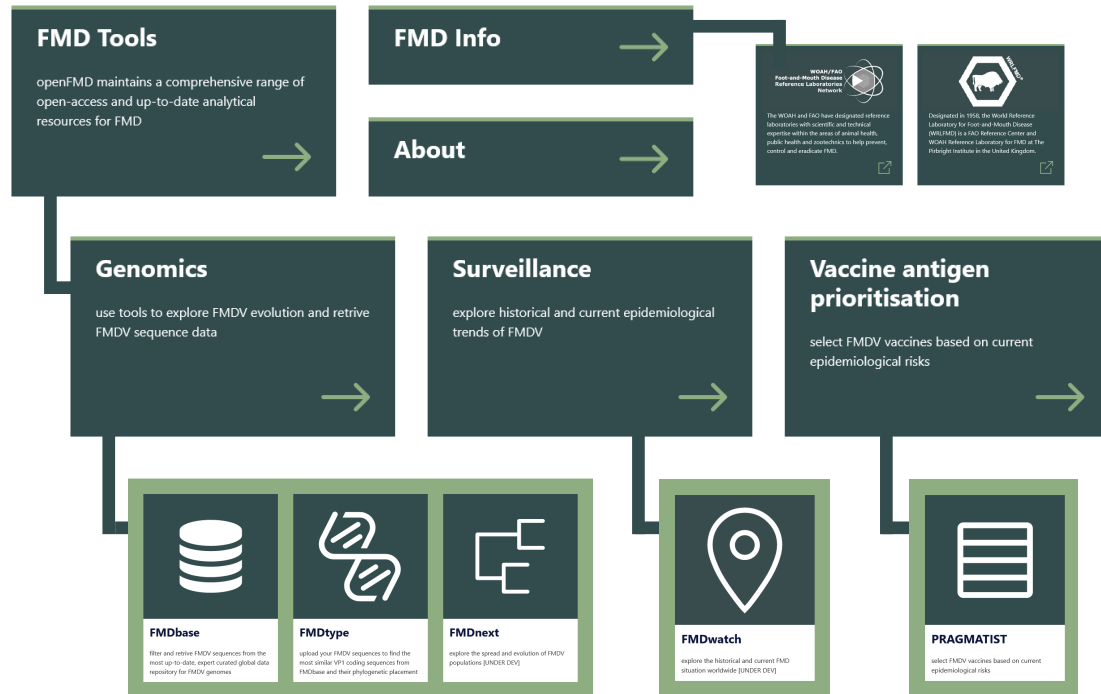 FMD Tools
openFMD maintains a comprehensive range of
open-access and up-to-date analytical
resources for FMD
FMD Info
About
WOAH/FAO
Foot-and-Mouth Disease
Reference Laboratories
Network
The WOAH and FAO have designated reference
laboratories with scientific and technical
expertise within the areas of animal health,
public health and zootechnics to help prevent,
control and eradicate FMD.
WRLFMD®
Designated in 1958, the World Reference
Laboratory for Foot-and-Mouth Disease
(WRLFMD) is a FAO Reference Center and
WOAH Reference Laboratory for FMD at The
Pirbright Institute in the United Kingdom.
Genomics
use tools to explore FMDV evolution and retrive
FMDV sequence data
Surveillance
explore historical and current epidemiological
trends of FMDV
Vaccine antigen
prioritisation
select FMDV vaccines based on current
epidemiological risks
FMDbase
filter and retrive FMDV sequences from the
most up-to-date, expert curated global data
repository for FMDV genomes
FMDtype
upload your FMDV sequences to find the
most similar VP1 coding sequences from
FMDbase and their phylogenetic placement
FMDnext
explore the spread and evolution of FMDV
populations [UNDER DEV]
FMDwatch
explore the historical and current FMD
situation worldwide [UNDER DEV]
PRAGMATIST
select FMDV vaccines based on current
epidemiological risks